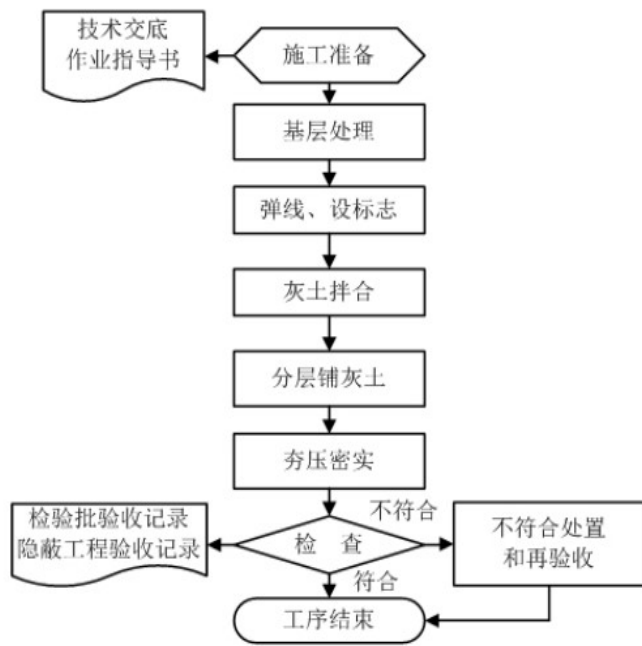 技术交底
作业指导书
施工准备
基层处理
弹线、设标志
灰土拌合
分层铺灰土
夯压密实
检验批验收记录
隐蔽工程验收记录
检 查
不符合
不符合处置
和再验收
符合
工序结束